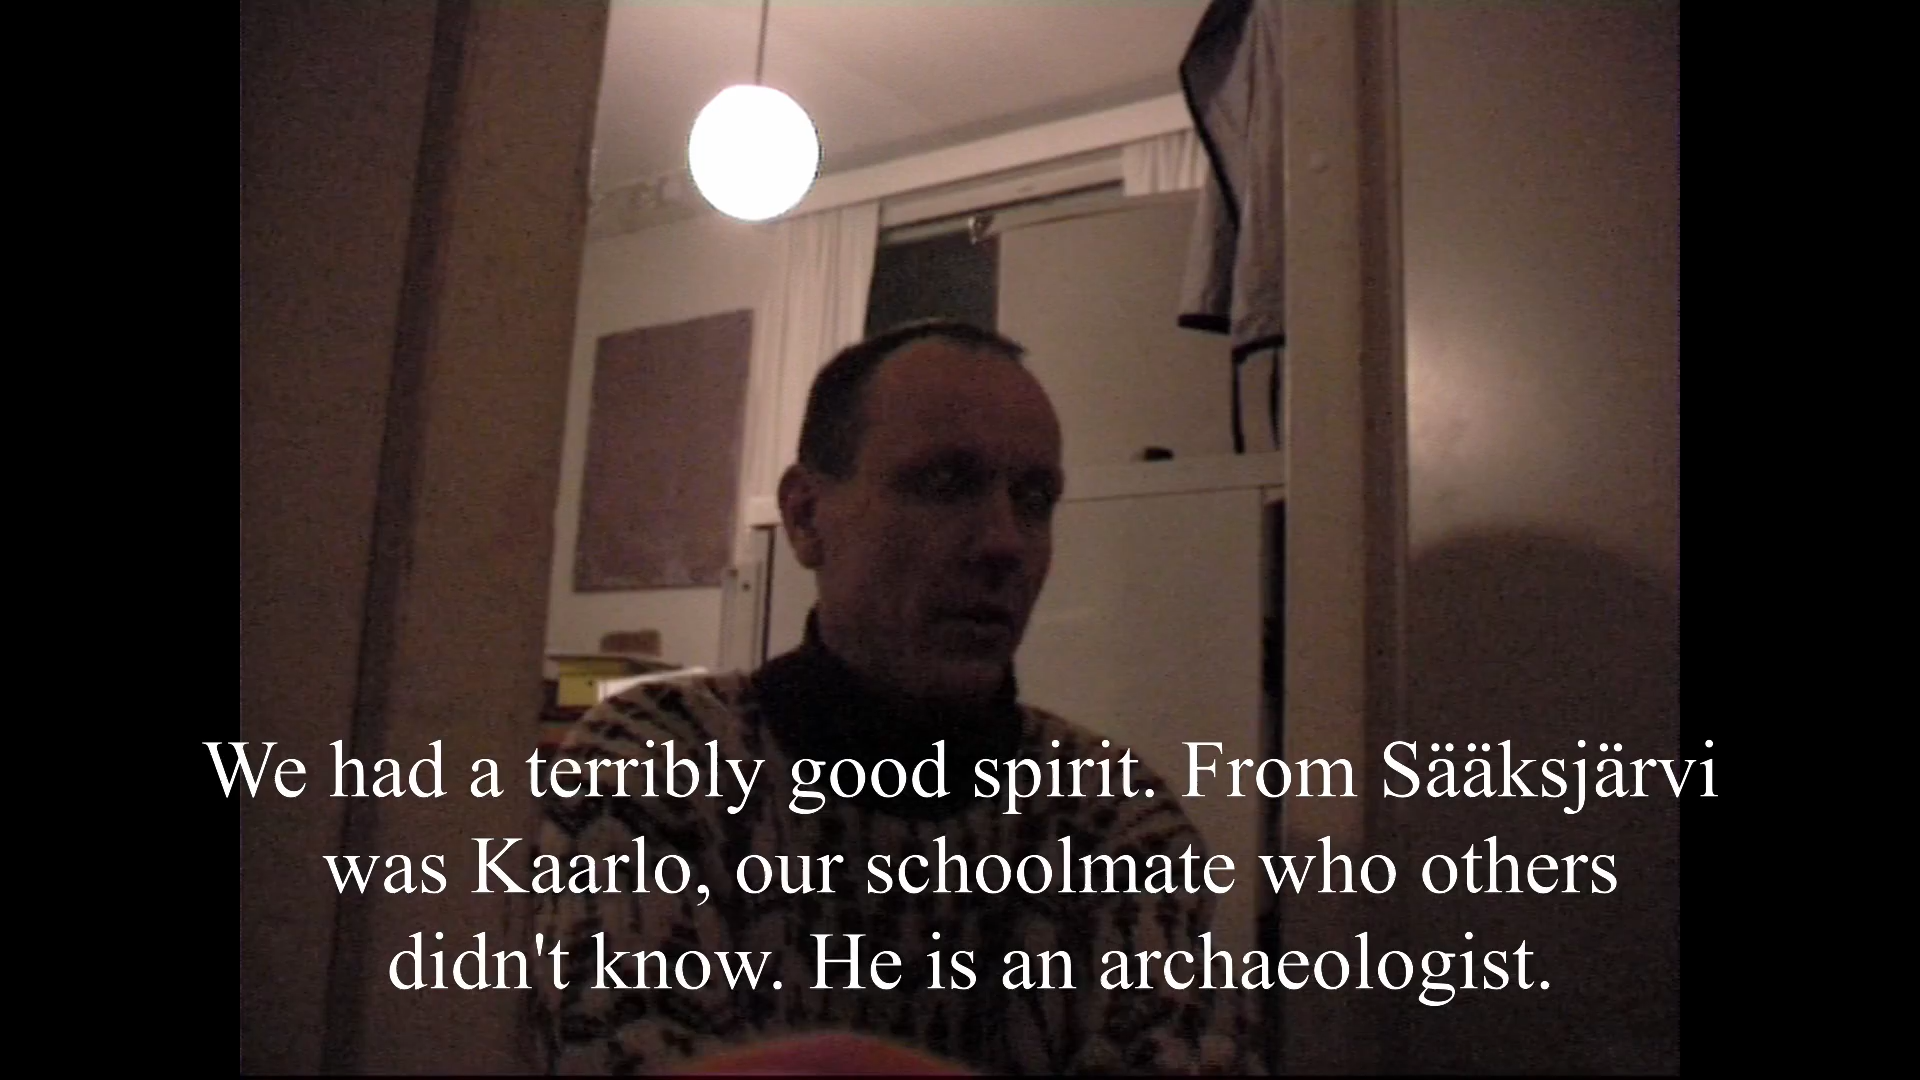 We had a terribly good spirit. From Sääksjärvi
was Kaarlo, our schoolmate who others
didn't know. He is an archaeologist.